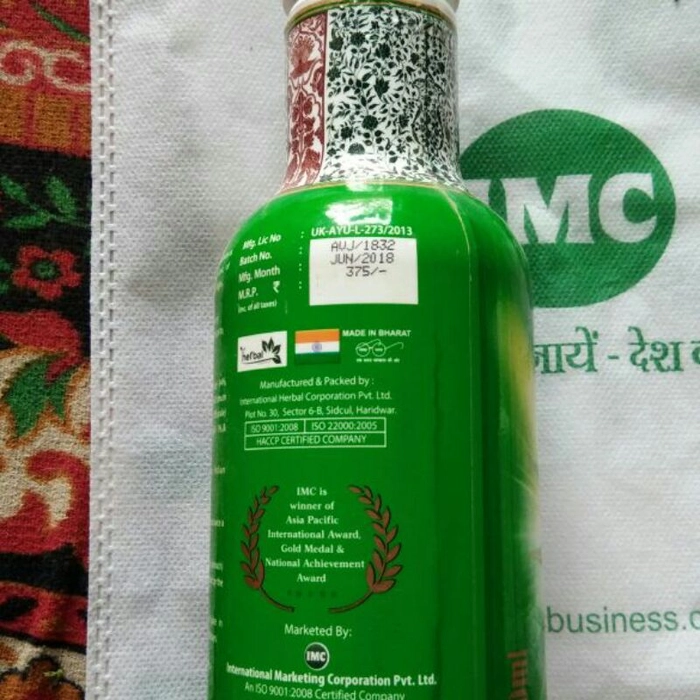 Mfg. Lic No : UK-AYU-L-273/2013
Batch No. : AVJ/1832
Mfg. Month : JUN/2018
M.R.P. ₹ : 375/-
(inc. of all taxes)
herbal
MADE IN BHARAT
Manufactured & Packed by :
International Herbal Corporation Pvt. Ltd.
Plot No. 30, Sector 6-B, Sidcul, Haridwar.
ISO 9001:2008 ISO 22000:2005
HACCP CERTIFIED COMPANY
IMC is
winner of
Asia Pacific
International Award,
Gold Medal &
National Achievement
Award
Marketed By:
IMC
International Marketing Corporation Pvt. Ltd.
An ISO 9001:2008 Certified Company
ml
IMC
- देश
business.c